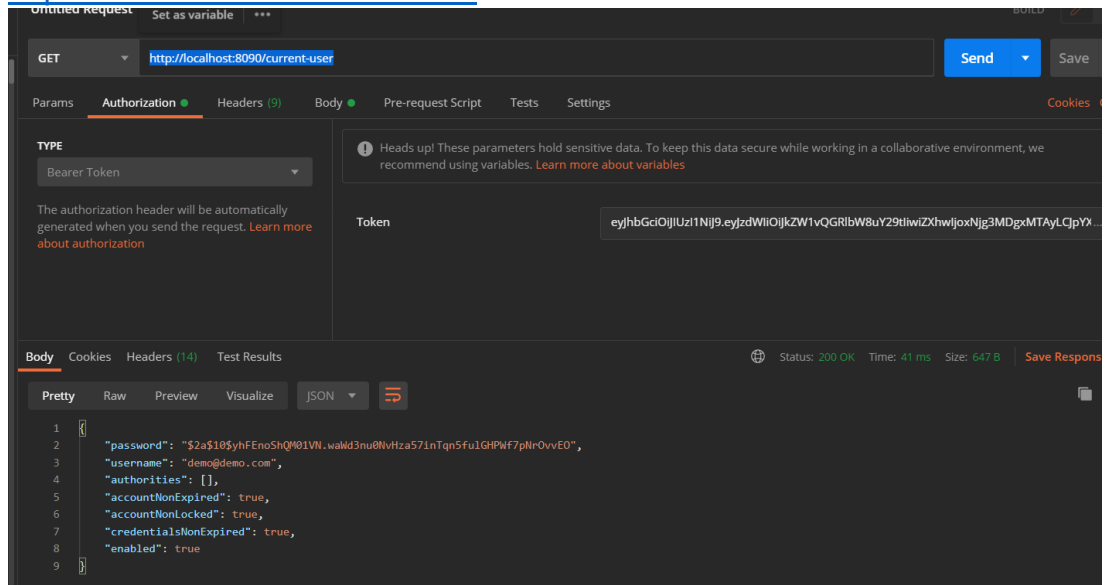 Untitled Request Set as variable ••• BUILD
GET http://localhost:8090/current-user Send Save
Params Authorization Headers (9) Body Pre-request Script Tests Settings Cookies
TYPE
Bearer Token
Heads up! These parameters hold sensitive data. To keep this data secure while working in a collaborative environment, we
recommend using variables. Learn more about variables
The authorization header will be automatically
generated when you send the request. Learn more
about authorization
Token eyJhbGciOiJIUzI1NiJ9.eyJzdWIiOiJkZW1vQGRlbW8uY29tIiwiZXhwIjoxNjg3MDgxMTAyLCJpYX...
Body Cookies Headers (14) Test Results Status: 200 OK Time: 41 ms Size: 647 B Save Respons
Pretty Raw Preview Visualize JSON
1 {
2 "password": "$2a$10$yhFEnoShQM01VN.waWd3nu0NvHza57inTqn5fulGHPWf7pNrOvvEO",
3 "username": "demo@demo.com",
4 "authorities": [],
5 "accountNonExpired": true,
6 "accountNonLocked": true,
7 "credentialsNonExpired": true,
8 "enabled": true
9 }